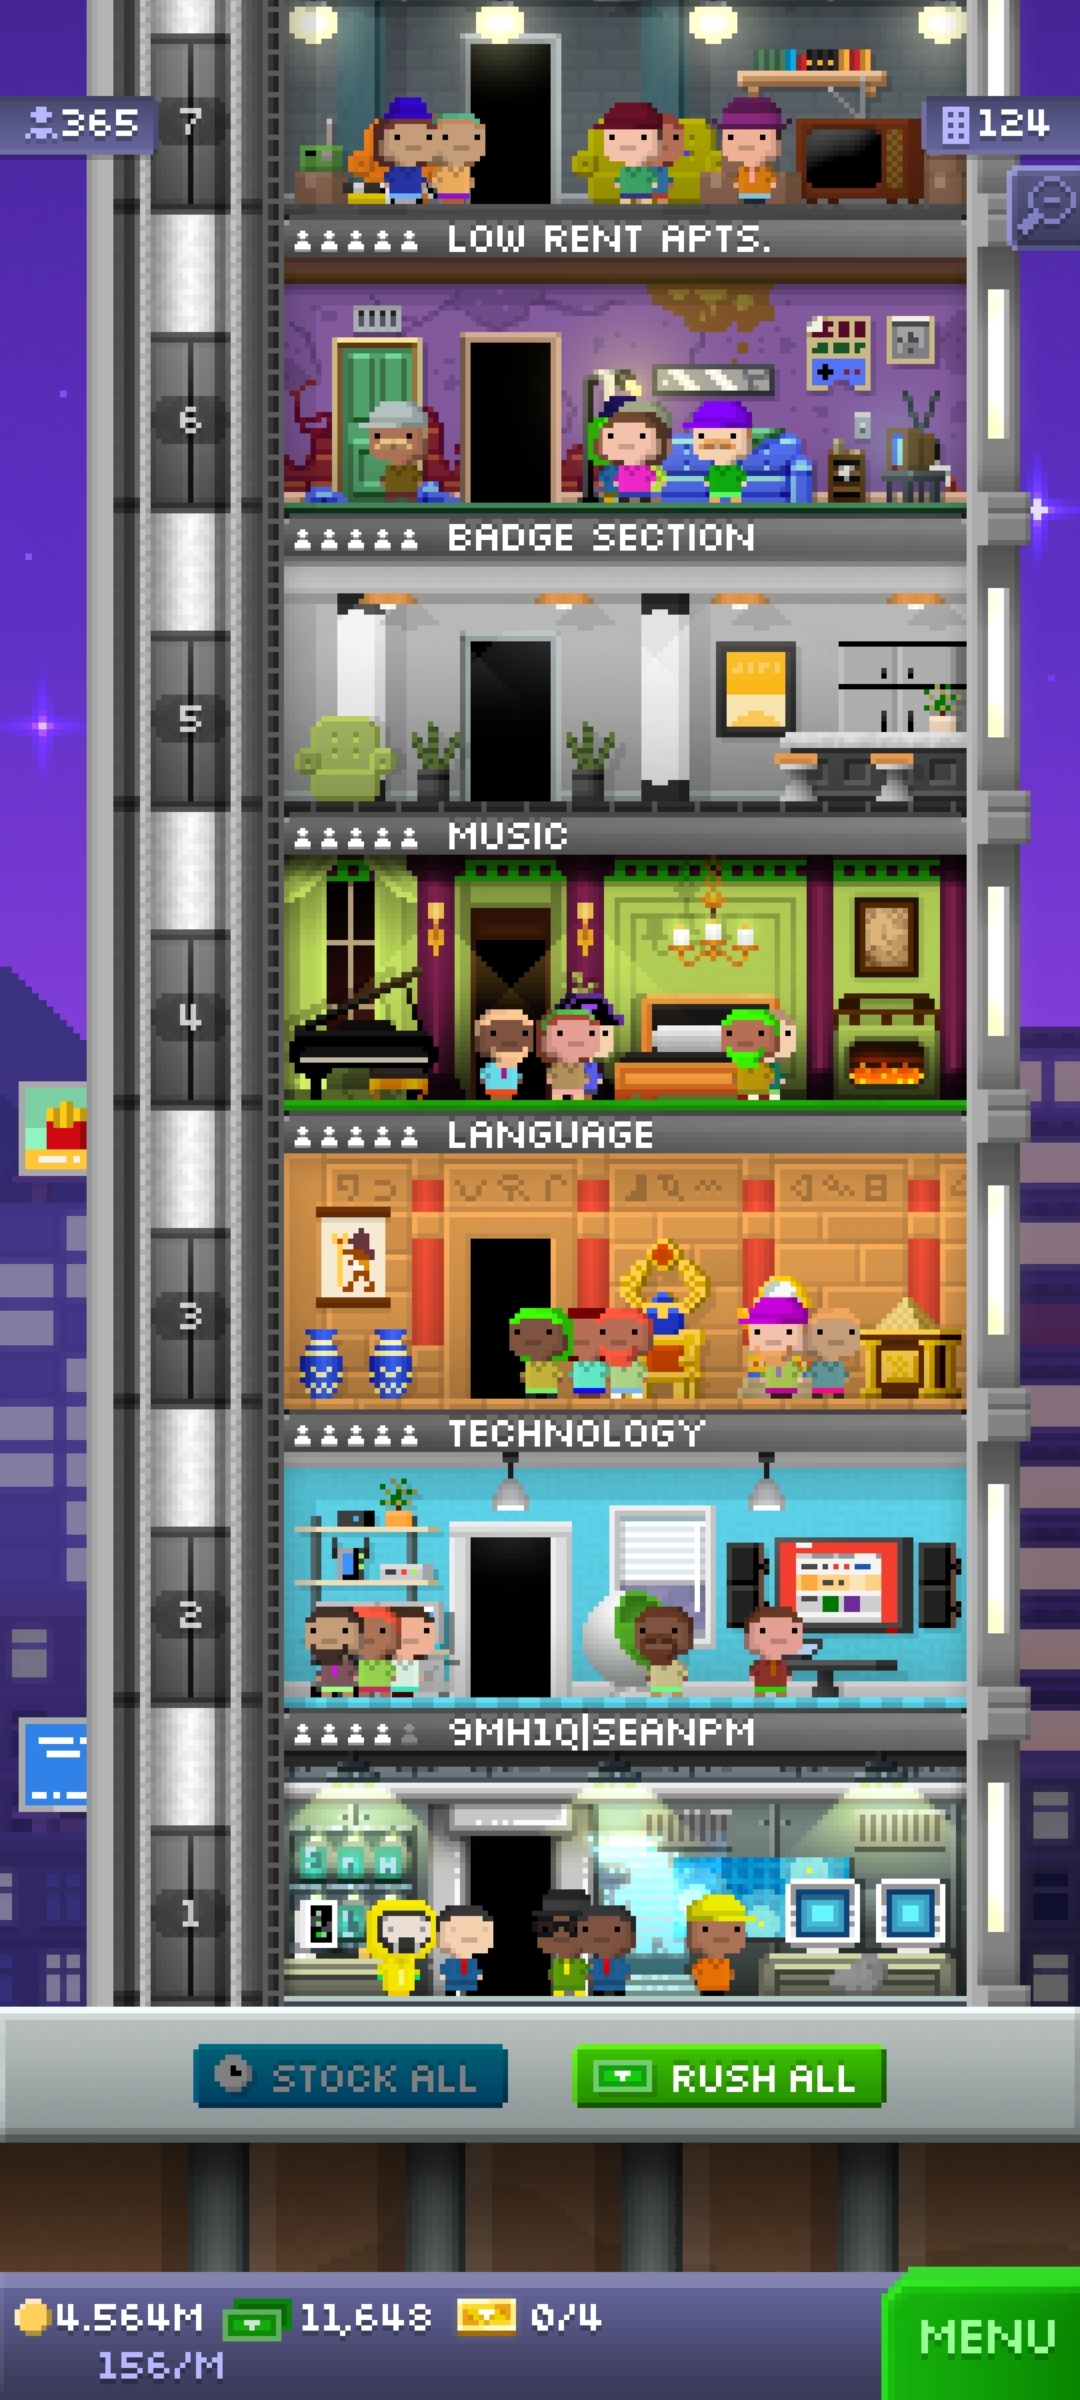 365
7
124
LOW RENT APTS.
6
BADGE SECTION
5
MUSIC
4
LANGUAGE
3
TECHNOLOGY
2
9MH1Q|SEANPM
1
STOCK ALL
RUSH ALL
4.564M
11,648
0/4
MENU
156/M